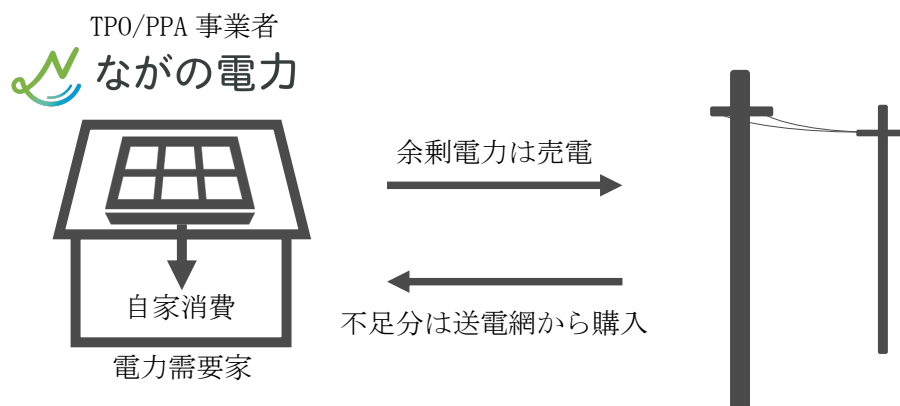 TPO/PPA 事業者
ながの電力
余剰電力は売電
自家消費
不足分は送電網から購入
電力需要家